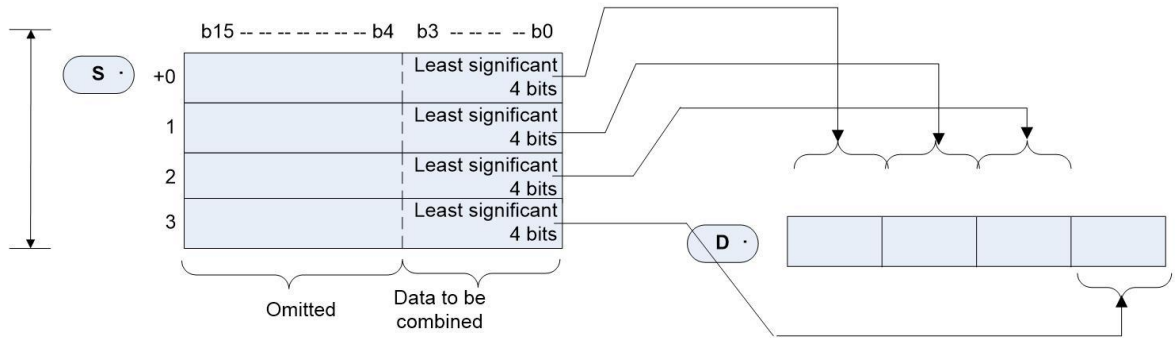 b15 -- -- -- -- -- -- -- b4 b3 -- -- -- -- b0
S ·
+0
Least significant
4 bits
1
Least significant
4 bits
2
Least significant
4 bits
3
Least significant
4 bits
D ·
Omitted
Data to be
combined